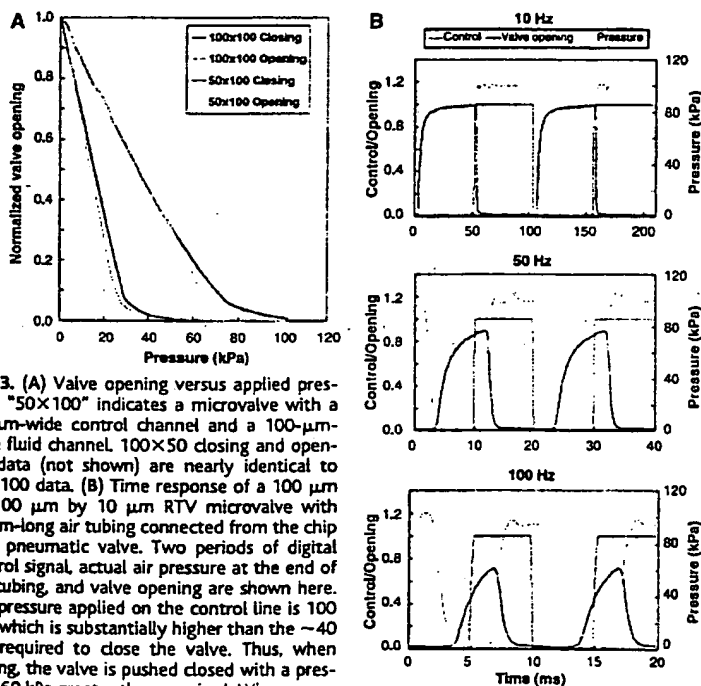 A
Normalized valve opening
1.0
0.8
0.6
0.4
0.2
0.0
100x100 Closing
100x100 Opening
50x100 Closing
50x100 Opening
0 20 40 60 80 100 120
Pressure (kPa)
3. (A) Valve opening versus applied pres-
"50×100" indicates a microvalve with a
μm-wide control channel and a 100-μm-
fluid channel. 100×50 closing and open-
data (not shown) are nearly identical to
100 data. (B) Time response of a 100 μm
00 μm by 10 μm RTV microvalve with
m-long air tubing connected from the chip
pneumatic valve. Two periods of digital
rol signal, actual air pressure at the end of
tubing, and valve opening are shown here.
pressure applied on the control line is 100
which is substantially higher than the ~40
required to close the valve. Thus, when
ng, the valve is pushed closed with a pres-
B
10 Hz
Control Valve opening Pressure
Control/Opening
1.2
0.8
0.4
0.0
120
80
40
0
Pressure (kPa)
0 50 100 150 200
50 Hz
Control/Opening
1.2
0.8
0.4
0
120
80
40
0
Pressure (kPa)
0 10 20 30 40
100 Hz
Control/Opening
1.2
0.8
0.4
0.0
120
80
40
0
Pressure (kPa)
0 5 10 15 20
Time (ms)